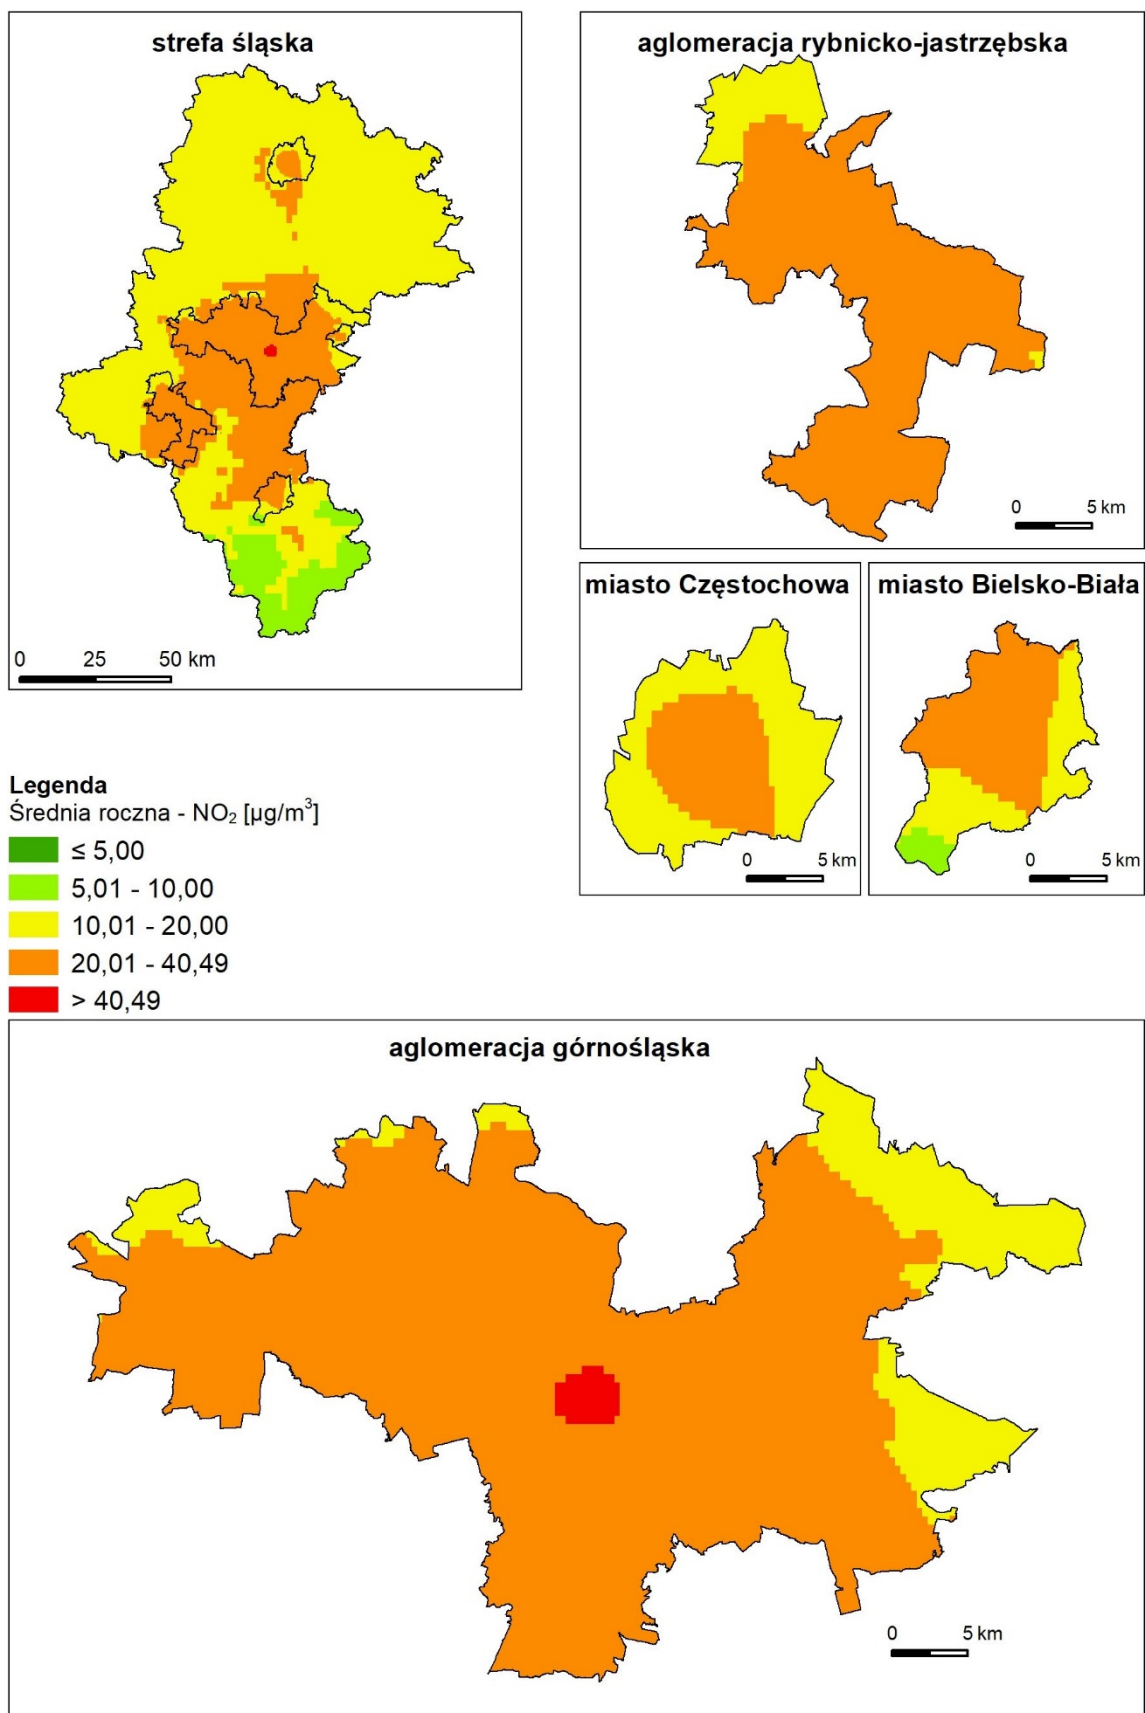 strefa śląska
0 25 50 km
aglomeracja rybnicko-jastrzębska
0 5 km
miasto Częstochowa
0 5 km
miasto Bielsko-Biała
0 5 km
Legenda
Średnia roczna - NO₂ [µg/m³]
≤ 5,00
5,01 - 10,00
10,01 - 20,00
20,01 - 40,49
> 40,49
aglomeracja górnośląska
0 5 km